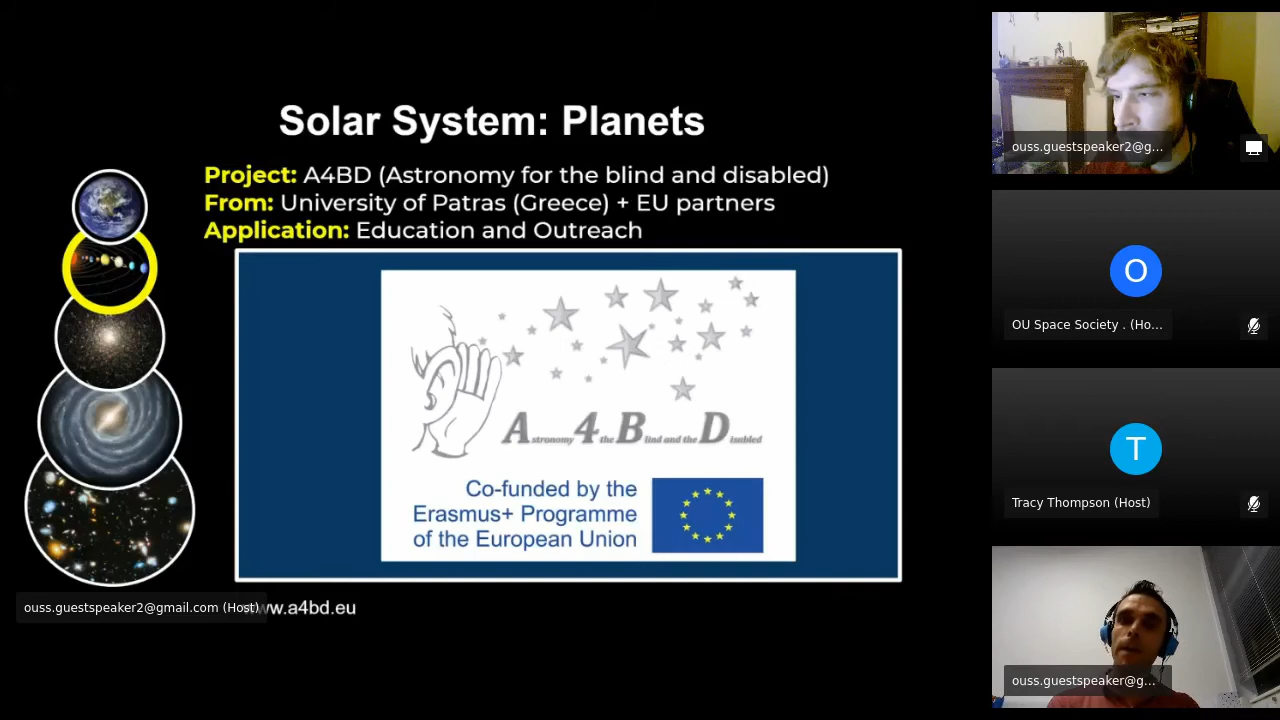 Solar System: Planets
Project: A4BD (Astronomy for the blind and disabled)
From: University of Patras (Greece) + EU partners
Application: Education and Outreach
Astronomy 4 the Blind and the Disabled
Co-funded by the
Erasmus+ Programme
of the European Union
ouss.guestspeaker2@gmail.com (Host)
www.a4bd.eu
ouss.guestspeaker2@g...
O
OU Space Society . (Ho...
T
Tracy Thompson (Host)
ouss.guestspeaker@g...